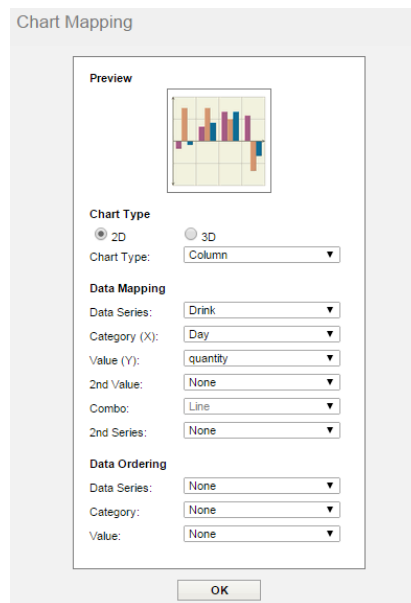 Chart Mapping
Preview
Chart Type
2D 3D
Chart Type: Column
Data Mapping
Data Series: Drink
Category (X): Day
Value (Y): quantity
2nd Value: None
Combo: Line
2nd Series: None
Data Ordering
Data Series: None
Category: None
Value: None
OK